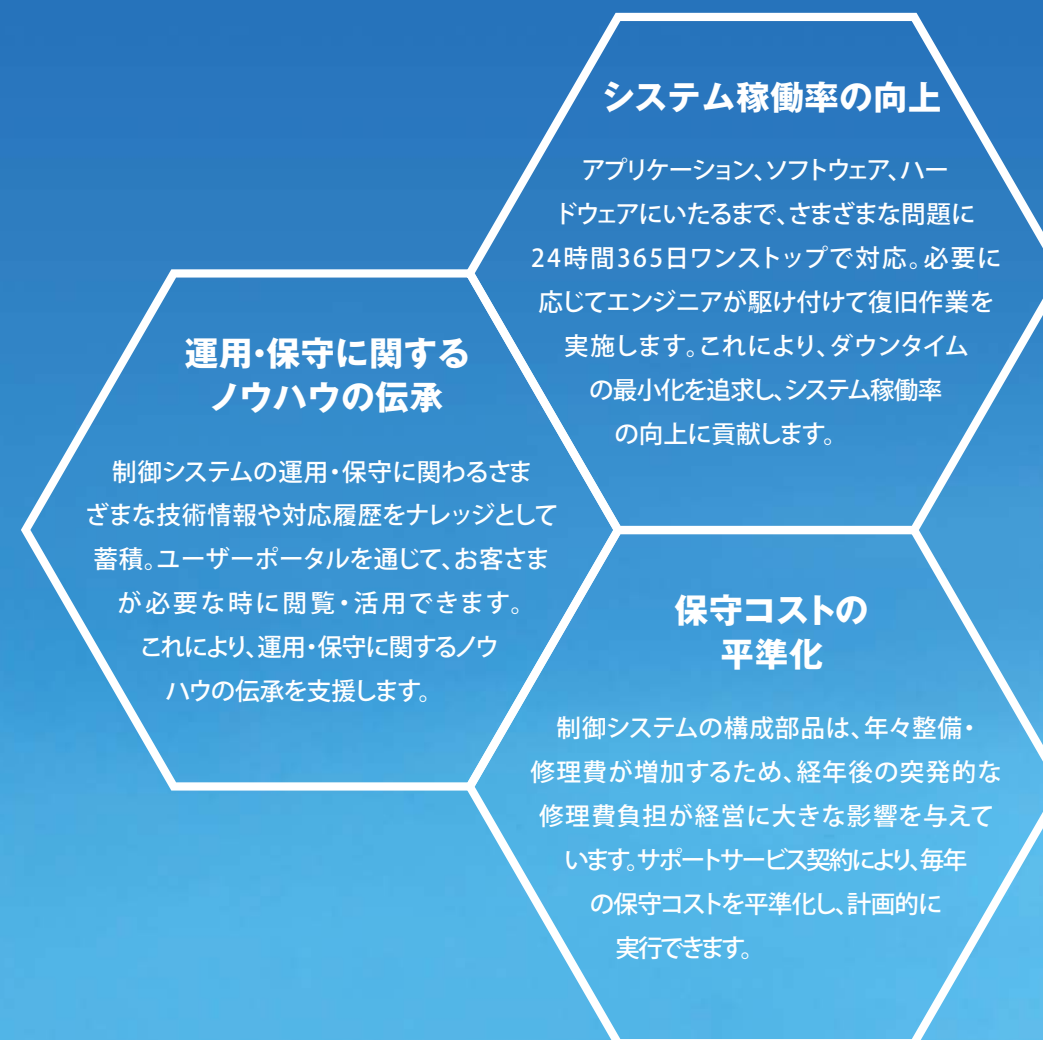 システム稼働率の向上
アプリケーション、ソフトウェア、ハー
ドウェアにいたるまで、さまざまな問題に
24時間365日ワンストップで対応。必要に
応じてエンジニアが駆け付けて復旧作業を
実施します。これにより、ダウンタイム
の最小化を追求し、システム稼働率
の向上に貢献します。
運用・保守に関する
ノウハウの伝承
制御システムの運用・保守に関わるさま
ざまな技術情報や対応履歴をナレッジとして
蓄積。ユーザーポータルを通じて、お客さま
が必要な時に閲覧・活用できます。
これにより、運用・保守に関するノウ
ハウの伝承を支援します。
保守コストの
平準化
制御システムの構成部品は、年々整備・
修理費が増加するため、経年後の突発的な
修理費負担が経営に大きな影響を与えて
います。サポートサービス契約により、毎年
の保守コストを平準化し、計画的に
実行できます。